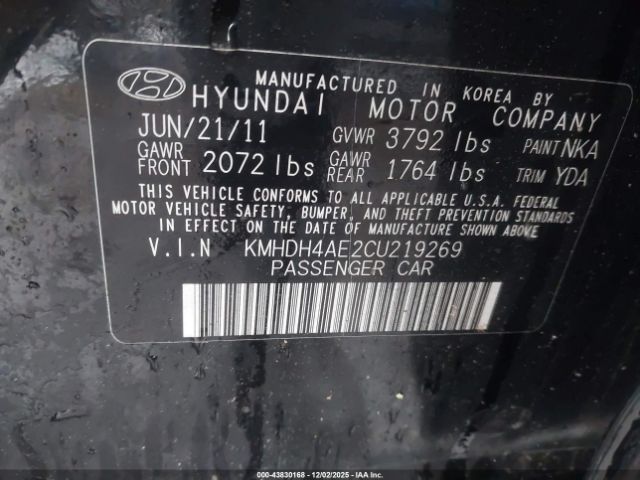 MANUFACTURED IN KOREA BY
HYUNDAI MOTOR COMPANY
JUN/21/11 GVWR 3792 lbs PAINT NKA
GAWR FRONT 2072 lbs GAWR REAR 1764 lbs TRIM YDA
THIS VEHICLE CONFORMS TO ALL APPLICABLE U.S.A. FEDERAL
MOTOR VEHICLE SAFETY, BUMPER, AND THEFT PREVENTION STANDARDS
IN EFFECT ON THE DATE OF MANUFACTURE SHOWN ABOVE.
V.I.N KMHDH4AE2CU219269
PASSENGER CAR
000-43830168 - 12/02/2025 - IAA Inc.